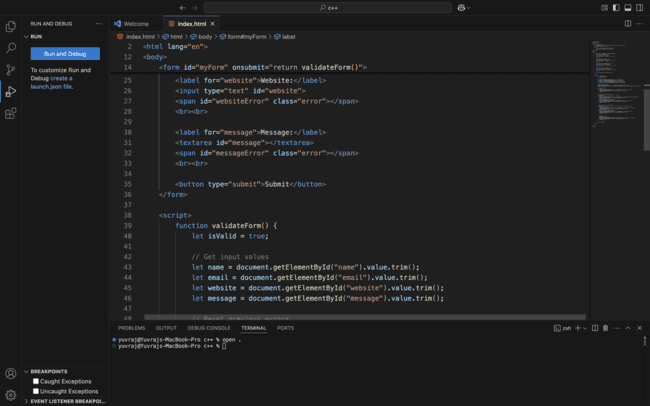 c++
RUN AND DEBUG
RUN
Run and Debug
To customize Run and
Debug create a
launch.json file.
BREAKPOINTS
Caught Exceptions
Uncaught Exceptions
EVENT LISTENER BREAKPOI...
Welcome
index.html
index.html > html > body > form#myForm > label
2 <html lang="en">
12 <body>
14 <form id="myForm" onsubmit="return validateForm()">
25 <label for="website">Website:</label>
26 <input type="text" id="website">
27 <span id="websiteError" class="error"></span>
28 <br><br>
29
30 <label for="message">Message:</label>
31 <textarea id="message"></textarea>
32 <span id="messageError" class="error"></span>
33 <br><br>
34
35 <button type="submit">Submit</button>
36 </form>
37
38 <script>
39 function validateForm() {
40 let isValid = true;
41
42 // Get input values
43 let name = document.getElementById("name").value.trim();
44 let email = document.getElementById("email").value.trim();
45 let website = document.getElementById("website").value.trim();
46 let message = document.getElementById("message").value.trim();
47
48 // Reset previous errors
PROBLEMS OUTPUT DEBUG CONSOLE TERMINAL PORTS
zsh
yuvraj@Yuvrajs-MacBook-Pro c++ % open .
yuvraj@Yuvrajs-MacBook-Pro c++ %